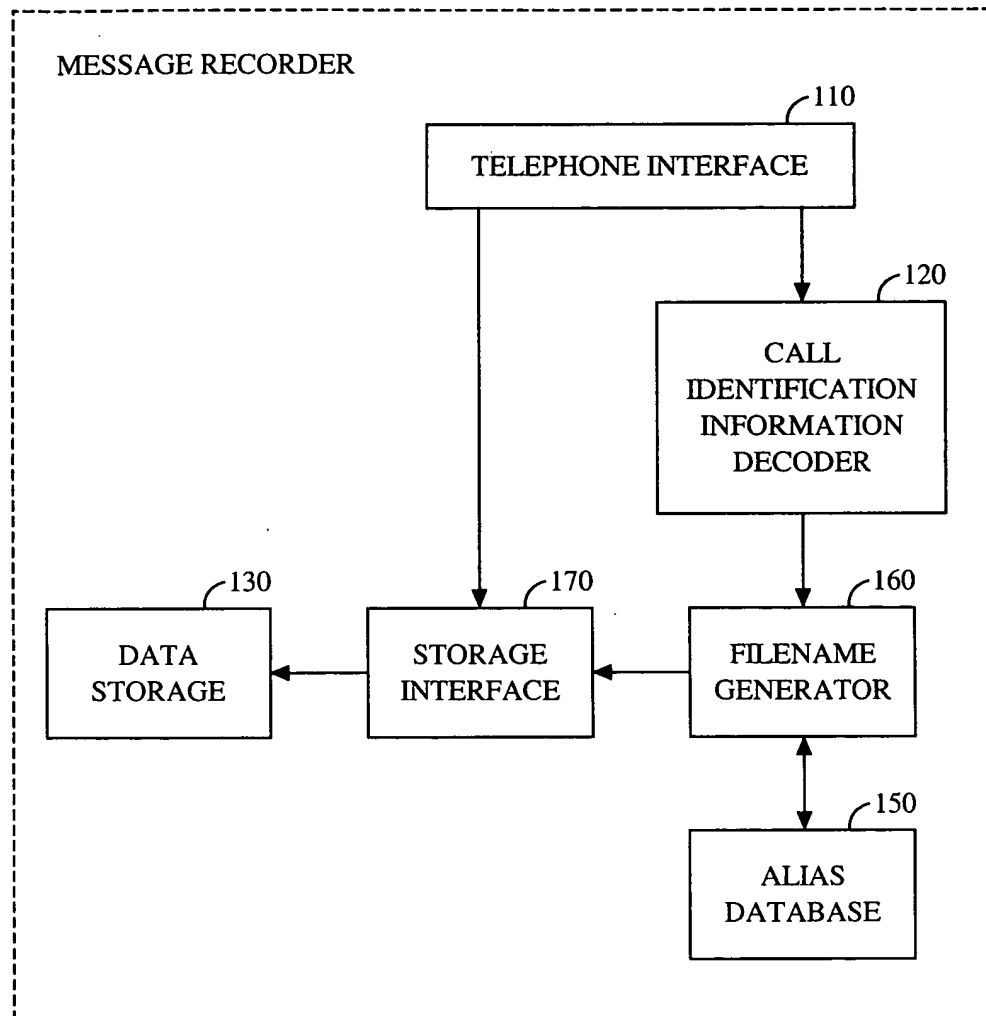 MESSAGE RECORDER
110
TELEPHONE INTERFACE
120
CALL
IDENTIFICATION
INFORMATION
DECODER
130
DATA
STORAGE
170
STORAGE
INTERFACE
160
FILENAME
GENERATOR
150
ALIAS
DATABASE